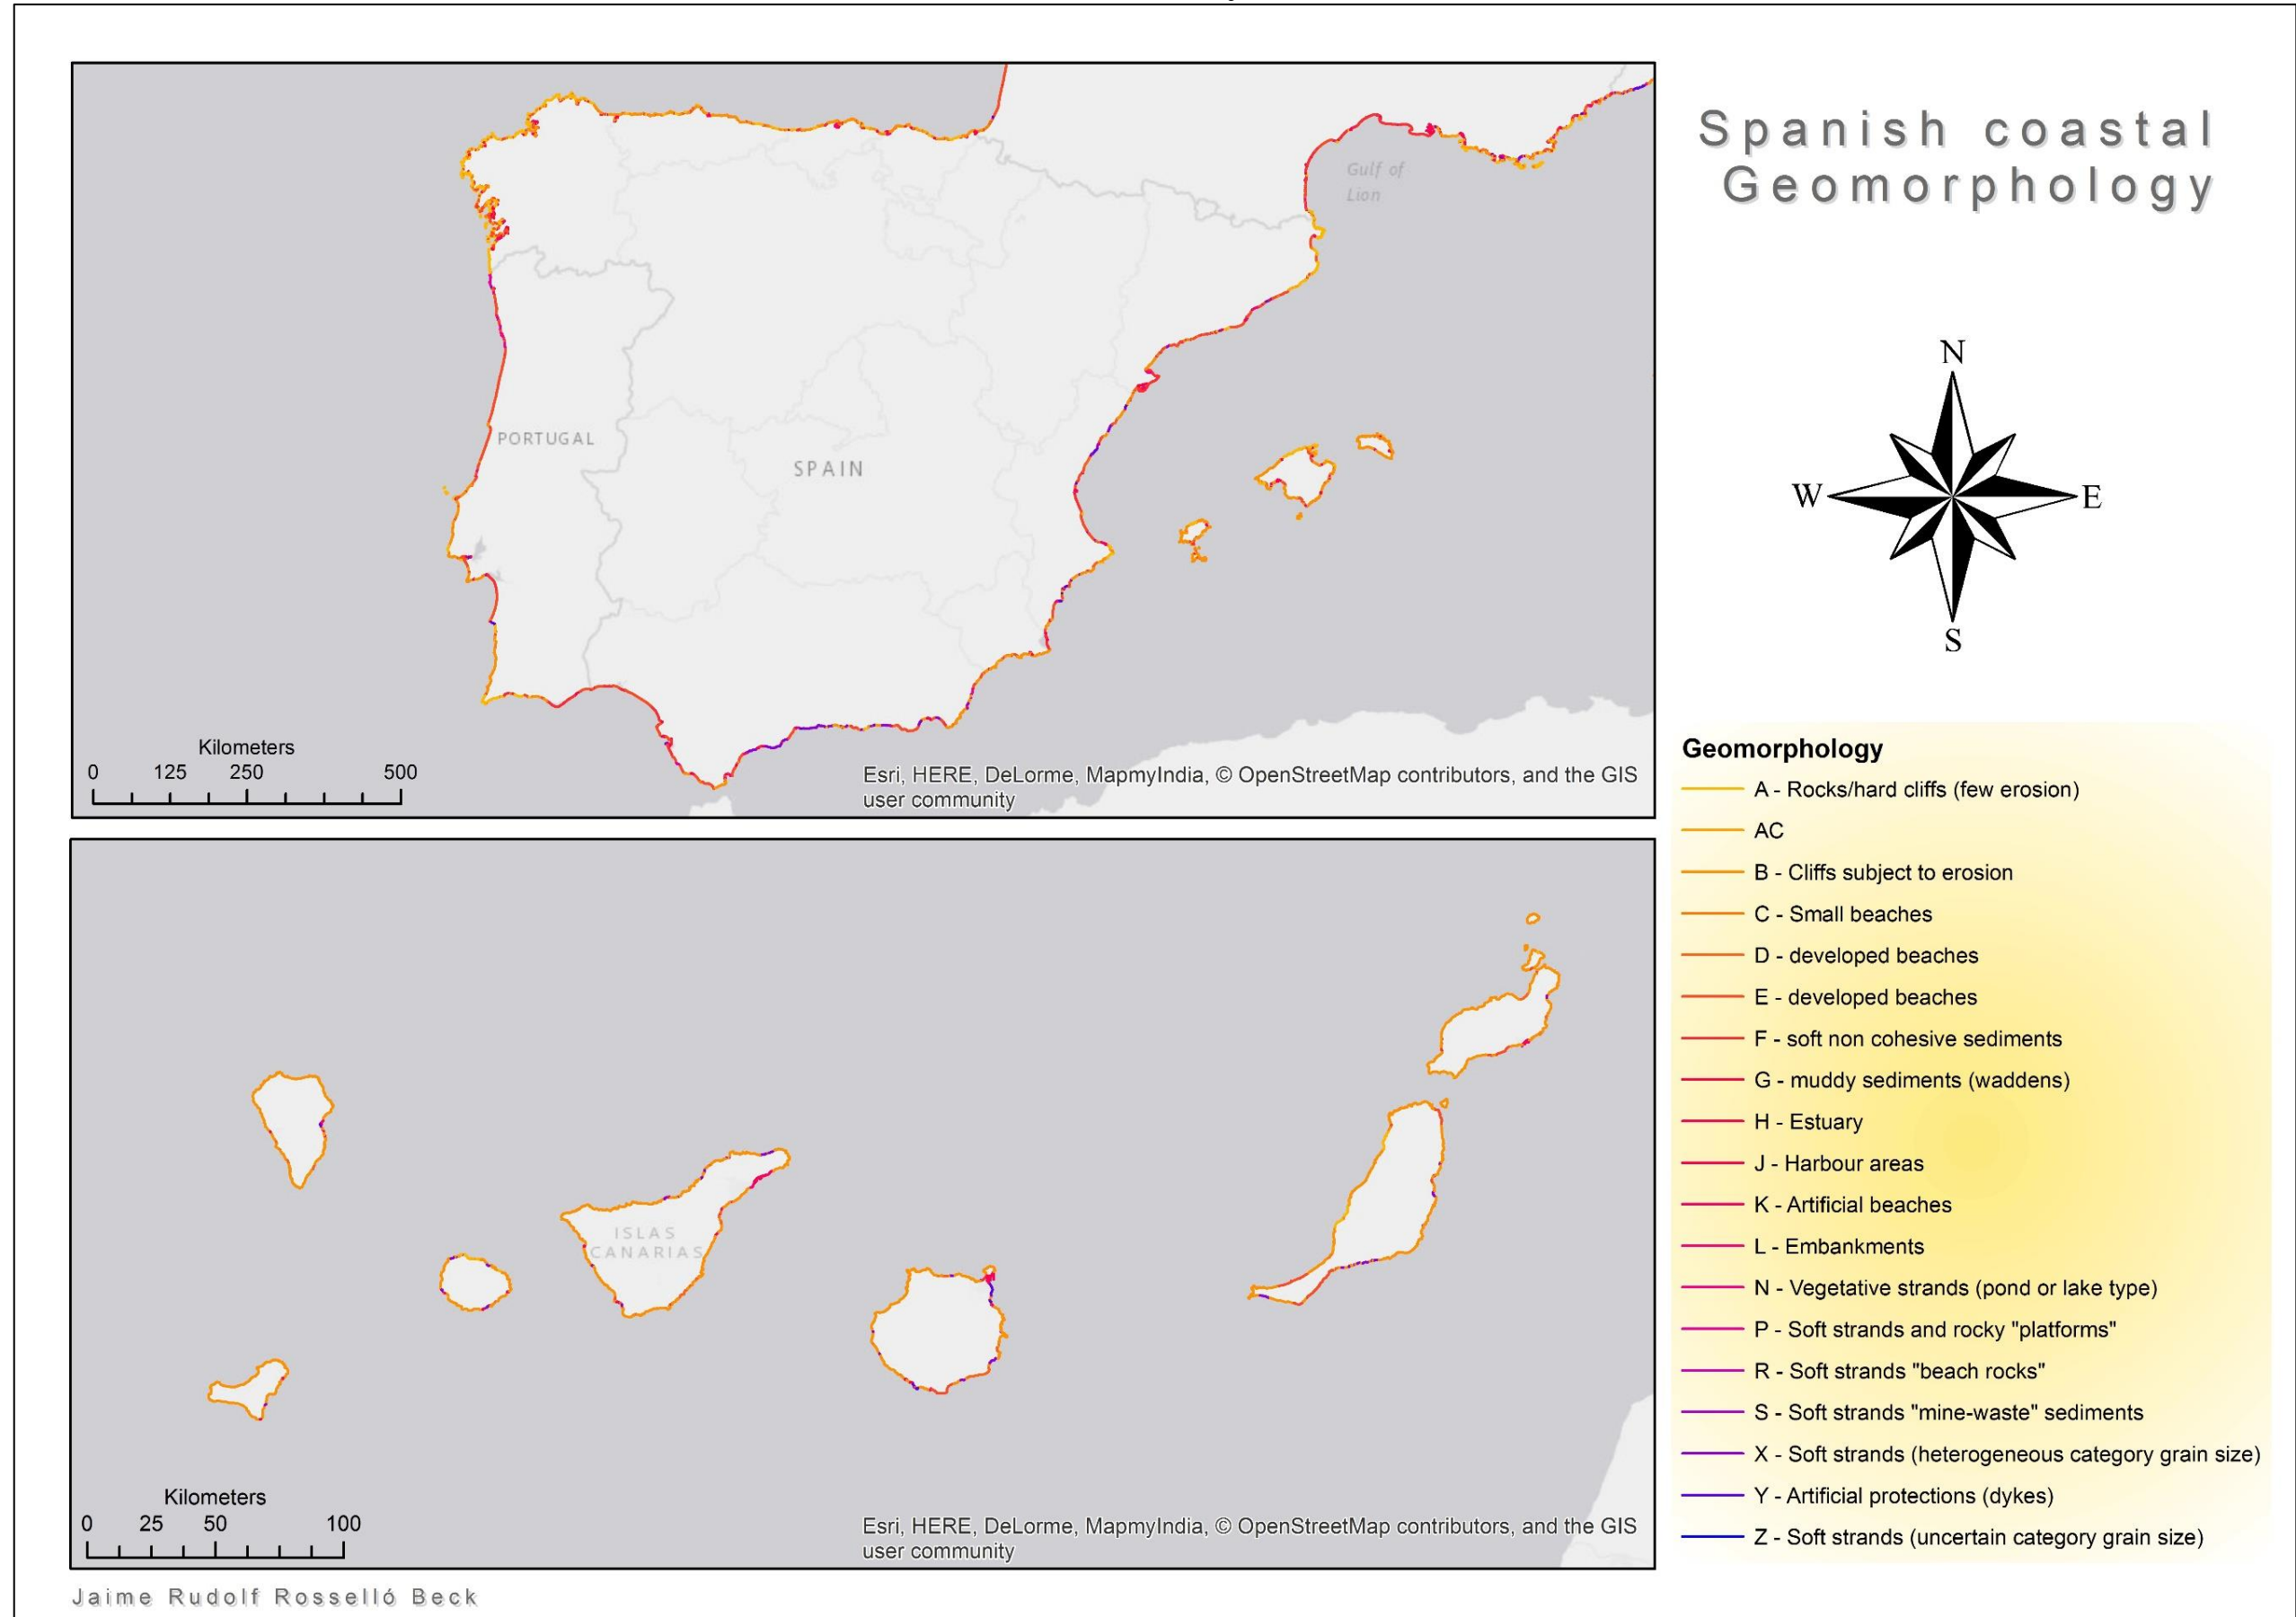 Spanish coastal
Geomorphology
Gulf of
Lion
PORTUGAL
SPAIN
Kilometers
0 125 250 500
Esri, HERE, DeLorme, MapmyIndia, © OpenStreetMap contributors, and the GIS
user community
N
W E
S
Geomorphology
A - Rocks/hard cliffs (few erosion)
AC
B - Cliffs subject to erosion
C - Small beaches
D - developed beaches
E - developed beaches
F - soft non cohesive sediments
G - muddy sediments (waddens)
H - Estuary
J - Harbour areas
K - Artificial beaches
L - Embankments
N - Vegetative strands (pond or lake type)
P - Soft strands and rocky "platforms"
R - Soft strands "beach rocks"
S - Soft strands "mine-waste" sediments
X - Soft strands (heterogeneous category grain size)
Y - Artificial protections (dykes)
Z - Soft strands (uncertain category grain size)
ISLAS
CANARIAS
Kilometers
0 25 50 100
Esri, HERE, DeLorme, MapmyIndia, © OpenStreetMap contributors, and the GIS
user community
Jaime Rudolf Rosselló Beck